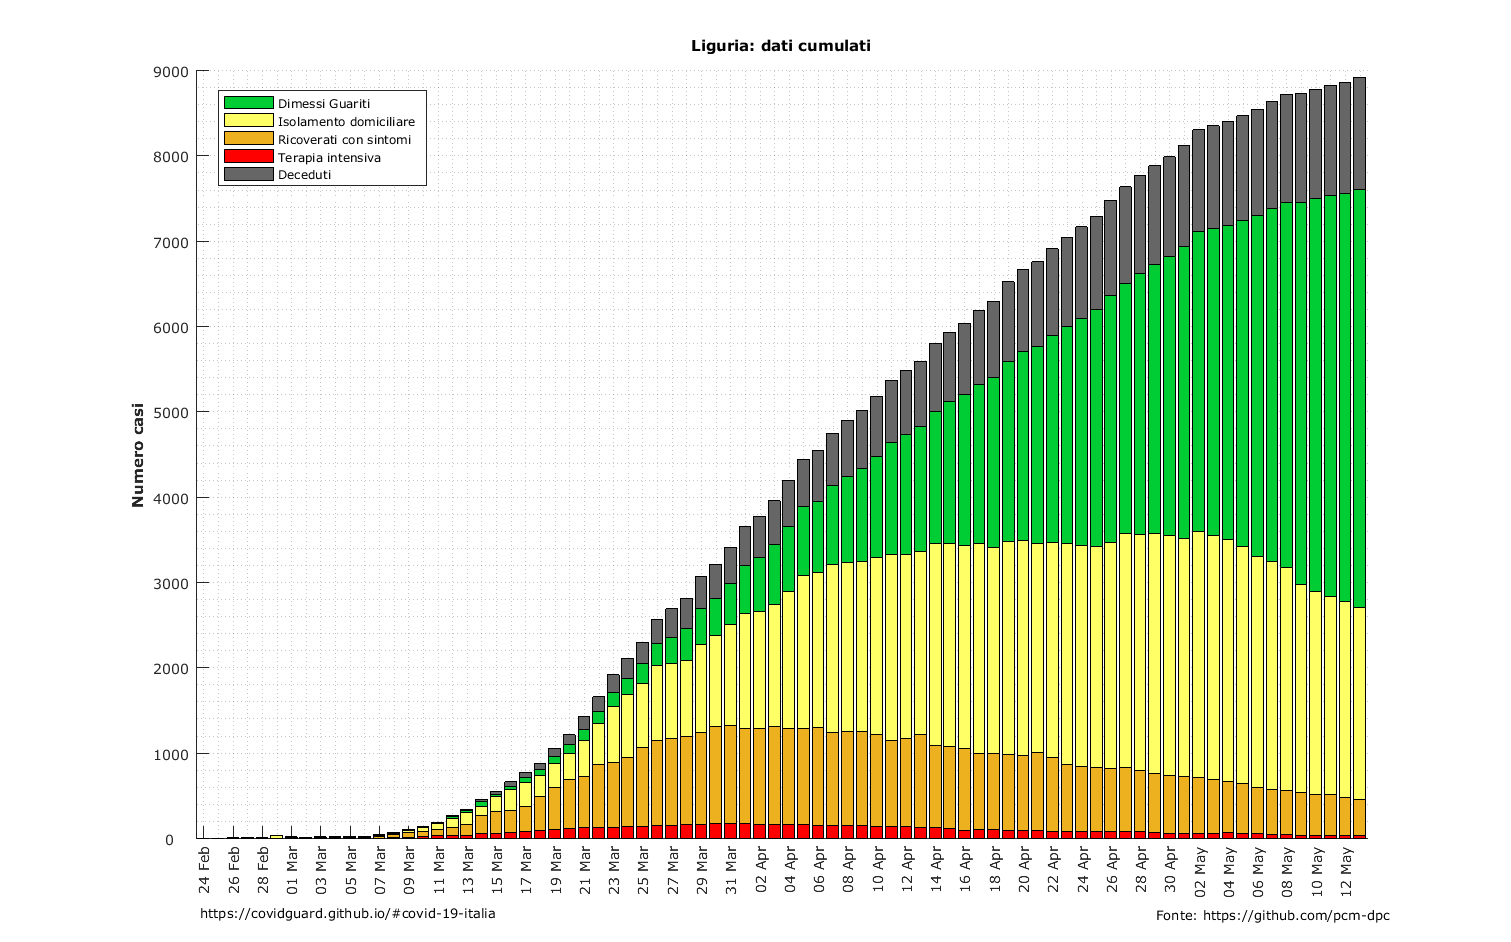 Liguria: dati cumulati
9000
8000
7000
6000
5000
4000
3000
2000
1000
0
Numero casi
Dimessi Guariti
Isolamento domiciliare
Ricoverati con sintomi
Terapia intensiva
Deceduti
24 Feb
26 Feb
28 Feb
01 Mar
03 Mar
05 Mar
07 Mar
09 Mar
11 Mar
13 Mar
15 Mar
17 Mar
19 Mar
21 Mar
23 Mar
25 Mar
27 Mar
29 Mar
31 Mar
02 Apr
04 Apr
06 Apr
08 Apr
10 Apr
12 Apr
14 Apr
16 Apr
18 Apr
20 Apr
22 Apr
24 Apr
26 Apr
28 Apr
30 Apr
02 May
04 May
06 May
08 May
10 May
12 May
https://covidguard.github.io/#covid-19-italia
Fonte: https://github.com/pcm-dpc